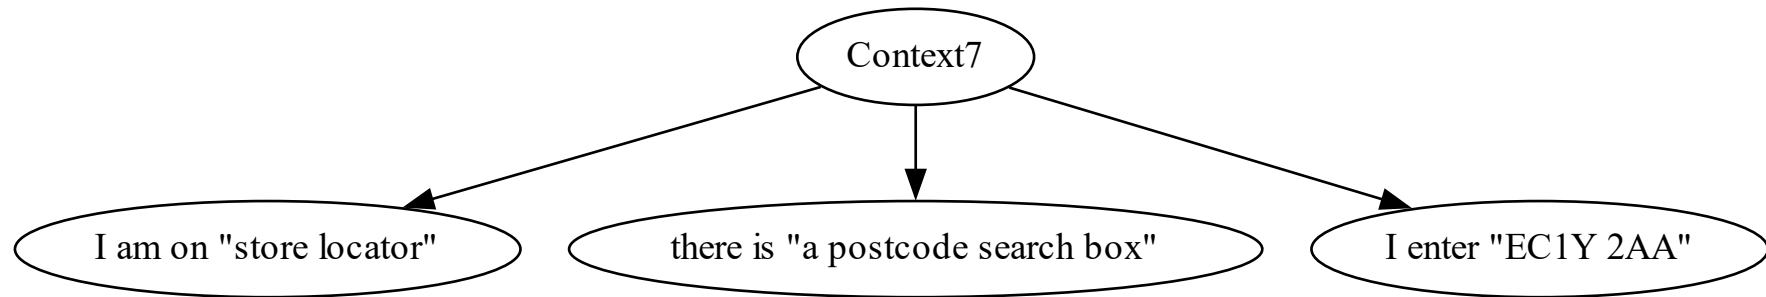 Context7
I am on "store locator"
there is "a postcode search box"
I enter "EC1Y 2AA"